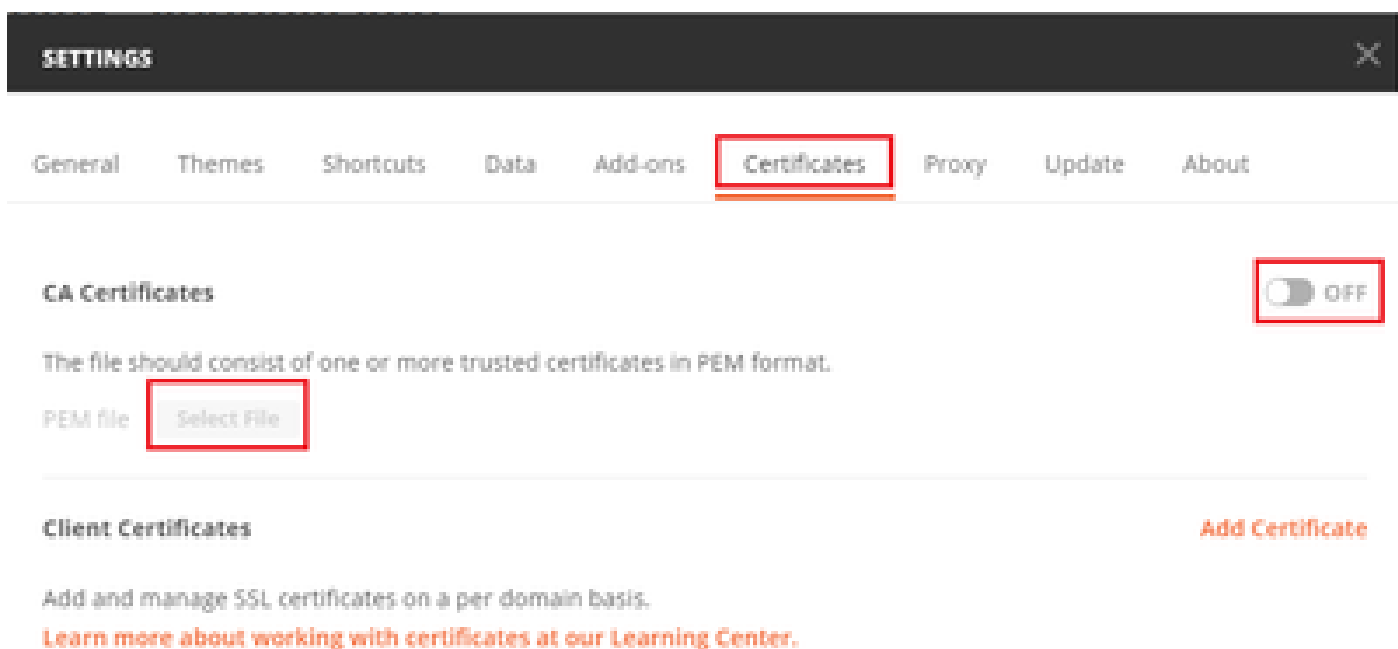 SETTINGS
General Themes Shortcuts Data Add-ons Certificates Proxy Update About
CA Certificates OFF
The file should consist of one or more trusted certificates in PEM format.
PEM file Select File
Client Certificates Add Certificate
Add and manage SSL certificates on a per domain basis.
Learn more about working with certificates at our Learning Center.